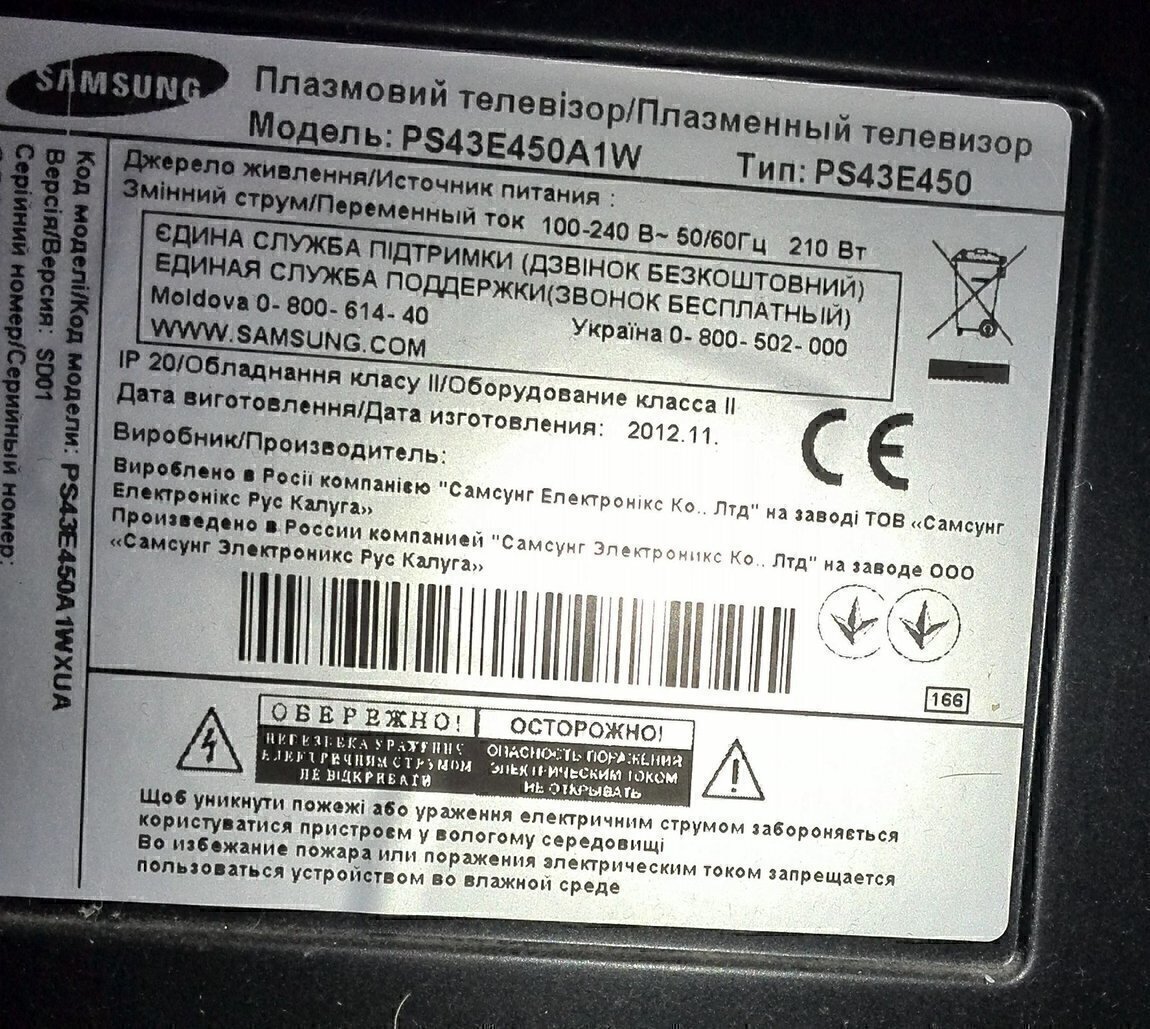 SAMSUNG
Плазмовий телевізор/Плазменный телевизор
Модель: PS43E450A1W Тип: PS43E450
Джерело живлення/Источник питания :
Змінний струм/Переменный ток 100-240 В~ 50/60Гц 210 Вт
ЄДИНА СЛУЖБА ПІДТРИМКИ (ДЗВІНОК БЕЗКОШТОВНИЙ)
ЕДИНАЯ СЛУЖБА ПОДДЕРЖКИ(ЗВОНОК БЕСПЛАТНЫЙ)
Moldova 0- 800- 614- 40 Україна 0- 800- 502- 000
WWW.SAMSUNG.COM
IP 20/Обладнання класу II/Оборудование класса II
Дата виготовлення/Дата изготовления: 2012.11.
Виробник/Производитель:
Вироблено в Росії компанією "Самсунг Електронікс Ко.. Лтд" на заводі ТОВ «Самсунг
Електронікс Рус Калуга»
Произведено в России компанией "Самсунг Электроникс Ко.. Лтд" на заводе ООО
«Самсунг Электроникс Рус Калуга»
CE
166
ОБЕРЕЖНО! ОСТОРОЖНО!
НЕБЕЗПЕКА УРАЖЕННЯ ОПАСНОСТЬ ПОРАЖЕНИЯ
ЕЛЕКТРИЧНИМ СТРУМОМ ЭЛЕКТРИЧЕСКИМ ТОКОМ
НЕ ВІДКРИВАТИ НЕ ОТКРЫВАТЬ
Щоб уникнути пожежі або ураження електричним струмом забороняється
користуватися пристроєм у вологому середовищі
Во избежание пожара или поражения электрическим током запрещается
пользоваться устройством во влажной среде
Код моделі/Код модели: PS43E450A1WXUA
Версія/Версия: SD01
Серійний номер/Серийный номер: